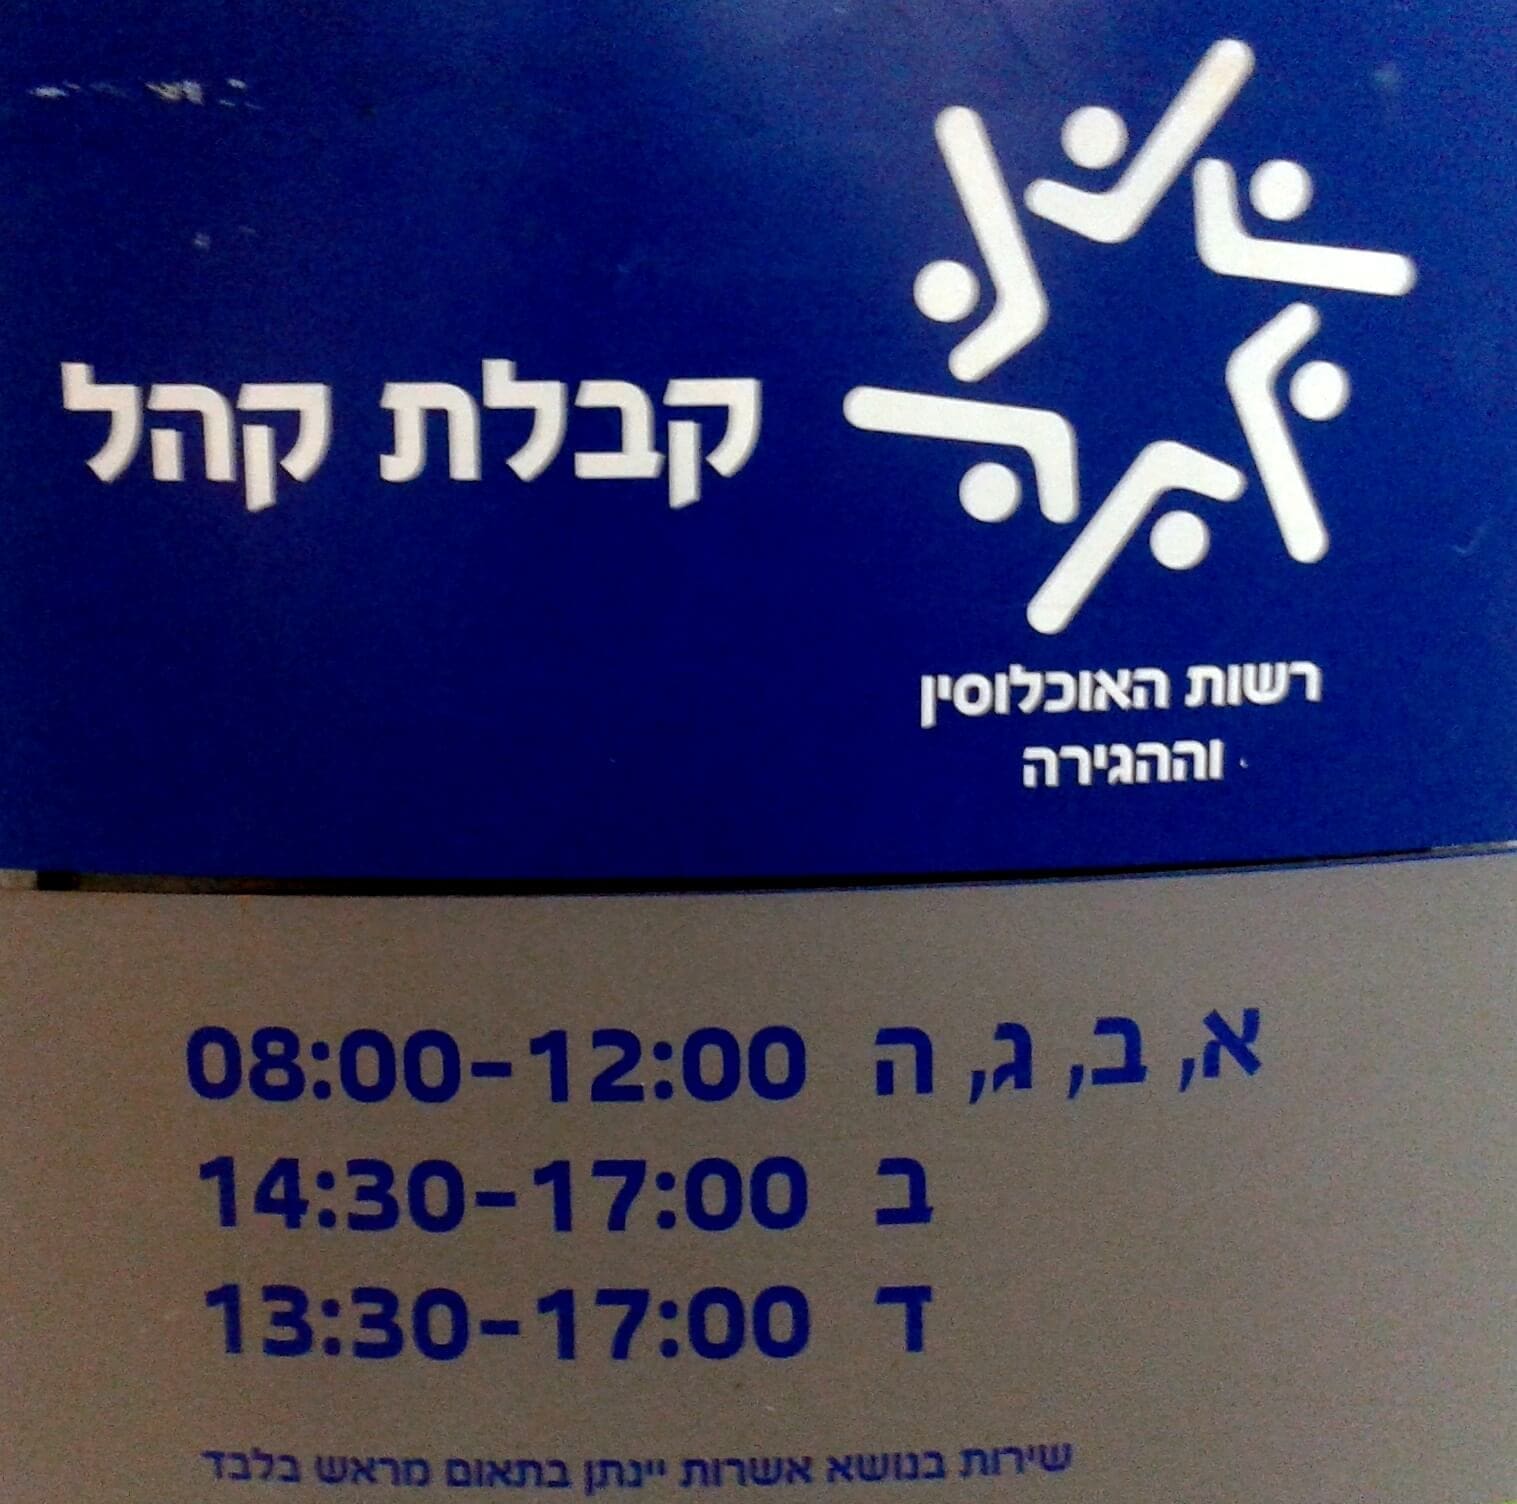 קבלת קהל
רשות האוכלוסין
וההגירה
א, ב, ג, ה 08:00-12:00
ב 14:30-17:00
ד 13:30-17:00
שירות בנושא אשרות יינתן בתאום מראש בלבד